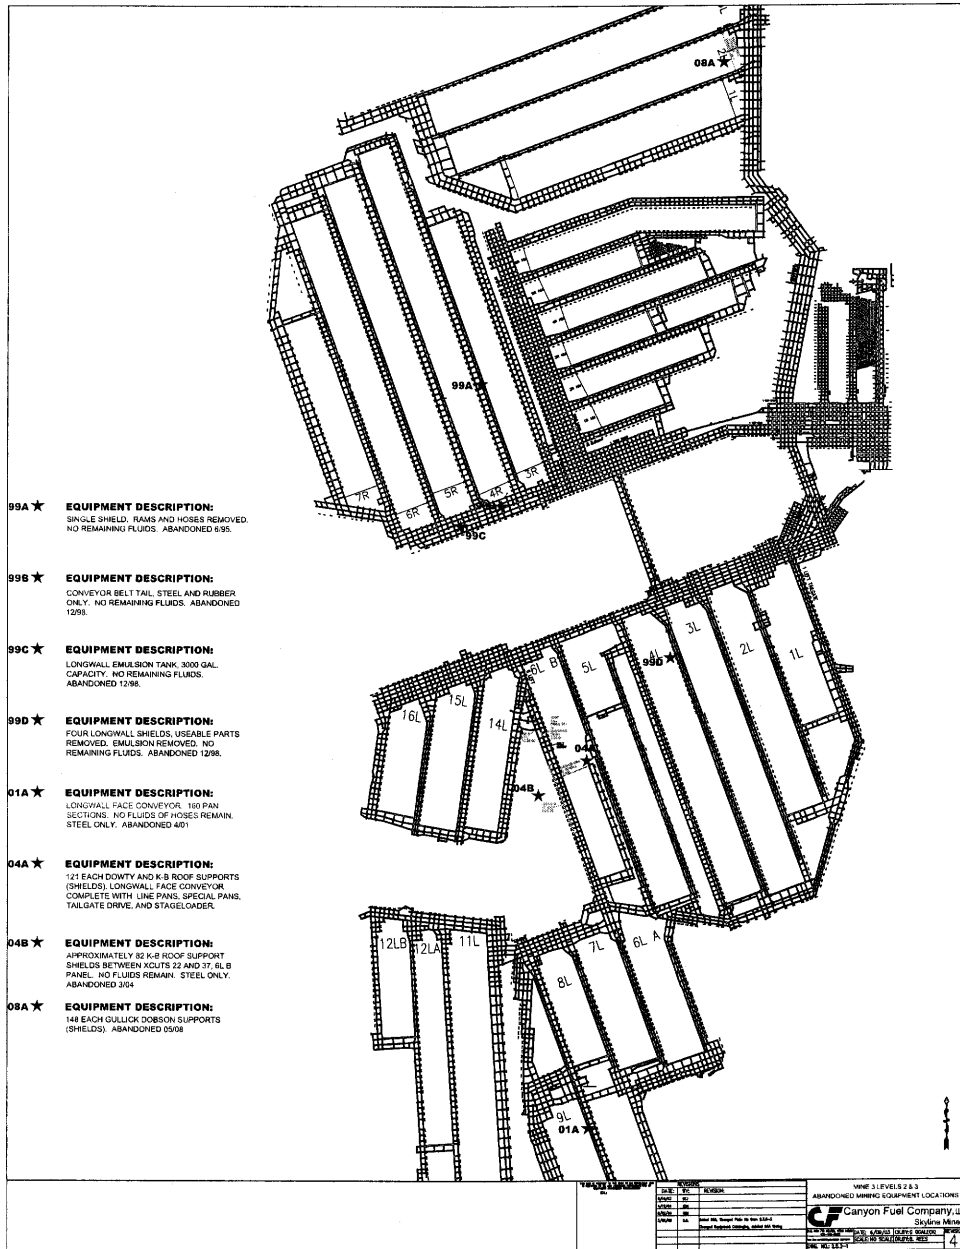 08A
2L
1L
99A
7R
6R
5R
4R
3R
99C
99A
EQUIPMENT DESCRIPTION:
SINGLE SHIELD, RAMS AND HOSES REMOVED.
NO REMAINING FLUIDS. ABANDONED 6/95.
99B
EQUIPMENT DESCRIPTION:
CONVEYOR BELT TAIL, STEEL AND RUBBER
ONLY. NO REMAINING FLUIDS. ABANDONED
12/98.
99C
EQUIPMENT DESCRIPTION:
LONGWALL EMULSION TANK, 3000 GAL.
CAPACITY. NO REMAINING FLUIDS.
ABANDONED 12/98.
99D
EQUIPMENT DESCRIPTION:
FOUR LONGWALL SHIELDS, USEABLE PARTS
REMOVED. EMULSION REMOVED. NO
REMAINING FLUIDS. ABANDONED 12/98.
01A
EQUIPMENT DESCRIPTION:
LONGWALL FACE CONVEYOR. 160 PAN
SECTIONS. NO FLUIDS OF HOSES REMAIN.
STEEL ONLY. ABANDONED 4/01
04A
EQUIPMENT DESCRIPTION:
121 EACH DOWTY AND K-B ROOF SUPPORTS
(SHIELDS). LONGWALL FACE CONVEYOR
COMPLETE WITH LINE PANS, SPECIAL PANS,
TAILGATE DRIVE, AND STAGELOADER.
04B
EQUIPMENT DESCRIPTION:
APPROXIMATELY 82 K-B ROOF SUPPORT
SHIELDS BETWEEN XCUTS 22 AND 37, 6L B
PANEL. NO FLUIDS REMAIN. STEEL ONLY.
ABANDONED 3/04
08A
EQUIPMENT DESCRIPTION:
148 EACH GULLICK DOBSON SUPPORTS
(SHIELDS). ABANDONED 05/08
16L
15L
14L
6L B
5L
4L
99D
3L
2L
1L
04A
04B
12LB
12LA
11L
8L
7L
6L A
9L
01A
REVISIONS
DATE:
BY:
REVISION:
MINE 3 LEVELS 2 & 3
ABANDONED MINING EQUIPMENT LOCATIONS
CF Canyon Fuel Company,
Skyline Mine
4